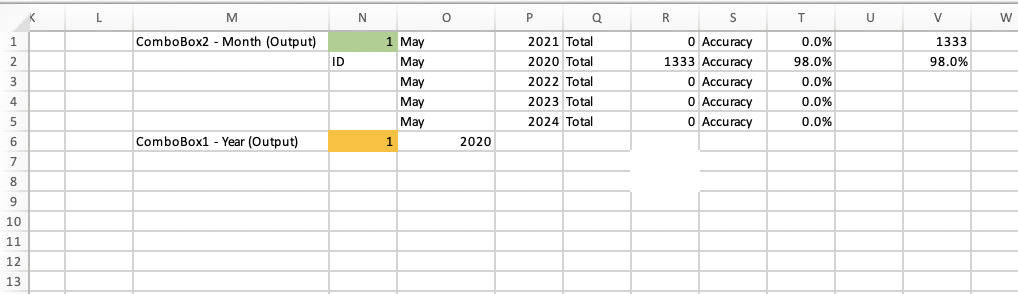 K L M N O P Q R S T U V W
1 ComboBox2 - Month (Output) 1 May 2021 Total 0 Accuracy 0.0% 1333
2 ID May 2020 Total 1333 Accuracy 98.0% 98.0%
3 May 2022 Total 0 Accuracy 0.0%
4 May 2023 Total 0 Accuracy 0.0%
5 May 2024 Total 0 Accuracy 0.0%
6 ComboBox1 - Year (Output) 1 2020
7
8
9
10
11
12
13